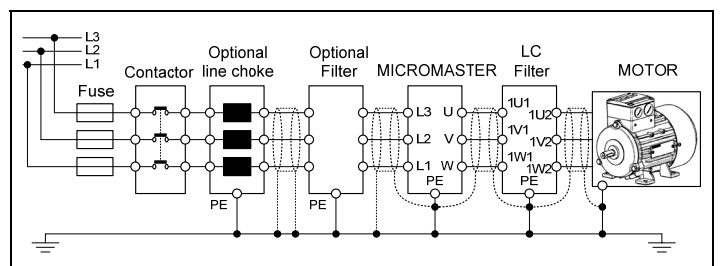 L3
L2
L1
Fuse
Contactor
Optional
line choke
Optional
Filter
MICROMASTER
LC
Filter
MOTOR
L3
U
1U1
1U2
L2
V
1V1
1V2
L1
W
1W1
1W2
PE
PE
PE
PE